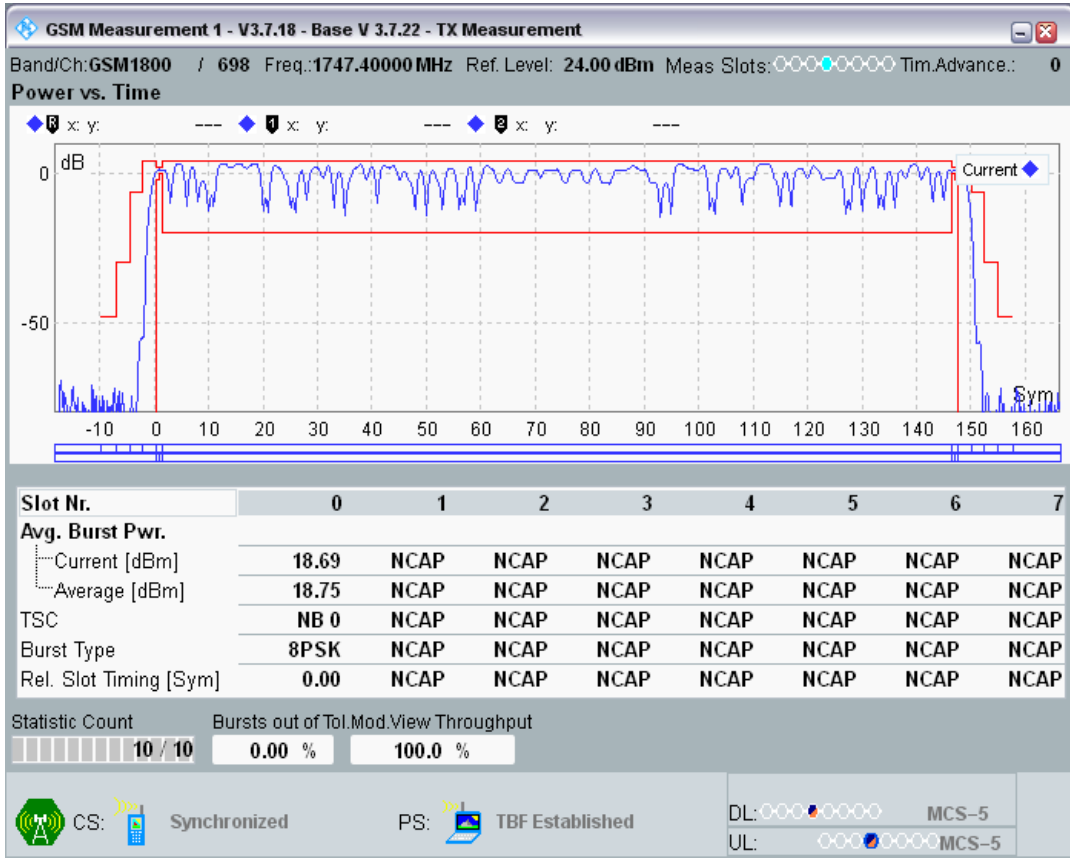 GSM Measurement 1 - V3.7.18 - Base V 3.7.22 - TX Measurement
Band/Ch:GSM1800 / 698 Freq.:1747.40000 MHz Ref. Level: 24.00 dBm Meas Slots: Tim.Advance.: 0
Power vs. Time
R x: y: --- 1 x: y: --- 2 x: y: ---
dB
0
Current
-50
Sym
-10 0 10 20 30 40 50 60 70 80 90 100 110 120 130 140 150 160
Slot Nr. 0 1 2 3 4 5 6 7
Avg. Burst Pwr.
Current [dBm] 18.69 NCAP NCAP NCAP NCAP NCAP NCAP NCAP
Average [dBm] 18.75 NCAP NCAP NCAP NCAP NCAP NCAP NCAP
TSC NB 0 NCAP NCAP NCAP NCAP NCAP NCAP NCAP
Burst Type 8PSK NCAP NCAP NCAP NCAP NCAP NCAP NCAP
Rel. Slot Timing [Sym] 0.00 NCAP NCAP NCAP NCAP NCAP NCAP NCAP
Statistic Count Bursts out of Tol.Mod.View Throughput
10 / 10 0.00 % 100.0 %
CS: Synchronized PS: TBF Established DL: MCS-5
UL: MCS-5